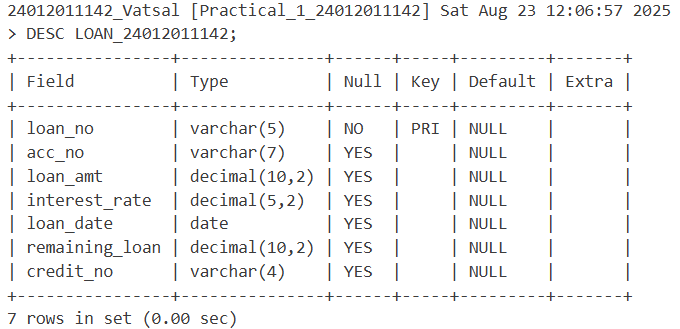 24012011142_Vatsal [Practical_1_24012011142] Sat Aug 23 12:06:57 2025
> DESC LOAN_24012011142;
+----------------+---------------+------+-----+---------+-------+
| Field          | Type          | Null | Key | Default | Extra |
+----------------+---------------+------+-----+---------+-------+
| loan_no        | varchar(5)    | NO   | PRI | NULL    |       |
| acc_no         | varchar(7)    | YES  |     | NULL    |       |
| loan_amt       | decimal(10,2) | YES  |     | NULL    |       |
| interest_rate  | decimal(5,2)  | YES  |     | NULL    |       |
| loan_date      | date          | YES  |     | NULL    |       |
| remaining_loan | decimal(10,2) | YES  |     | NULL    |       |
| credit_no      | varchar(4)    | YES  |     | NULL    |       |
+----------------+---------------+------+-----+---------+-------+
7 rows in set (0.00 sec)